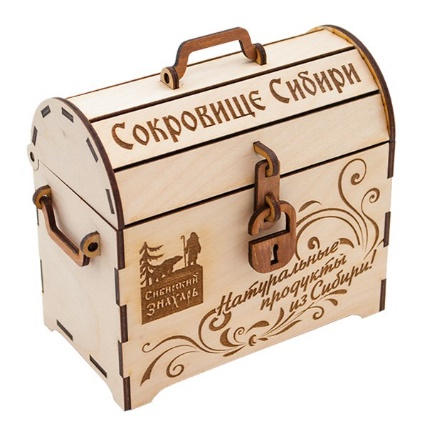 Сокровище Сибири
Сибирский
Знахарь
Натуральные
продукты
из Сибири!